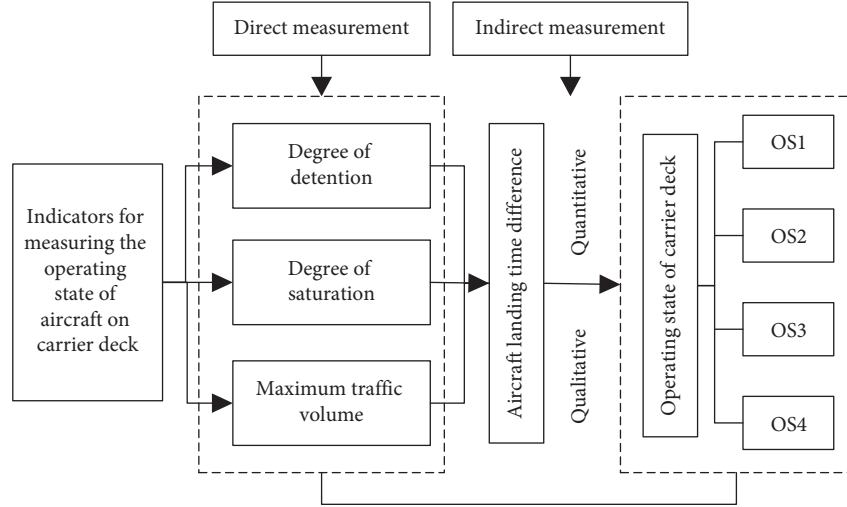 Direct measurement
Indirect measurement
Indicators for
measuring the
operating
state of
aircraft on
carrier deck
Degree of
detention
Degree of
saturation
Maximum traffic
volume
Aircraft landing time difference
Quantitative
Qualitative
Operating state of carrier deck
OS1
OS2
OS3
OS4